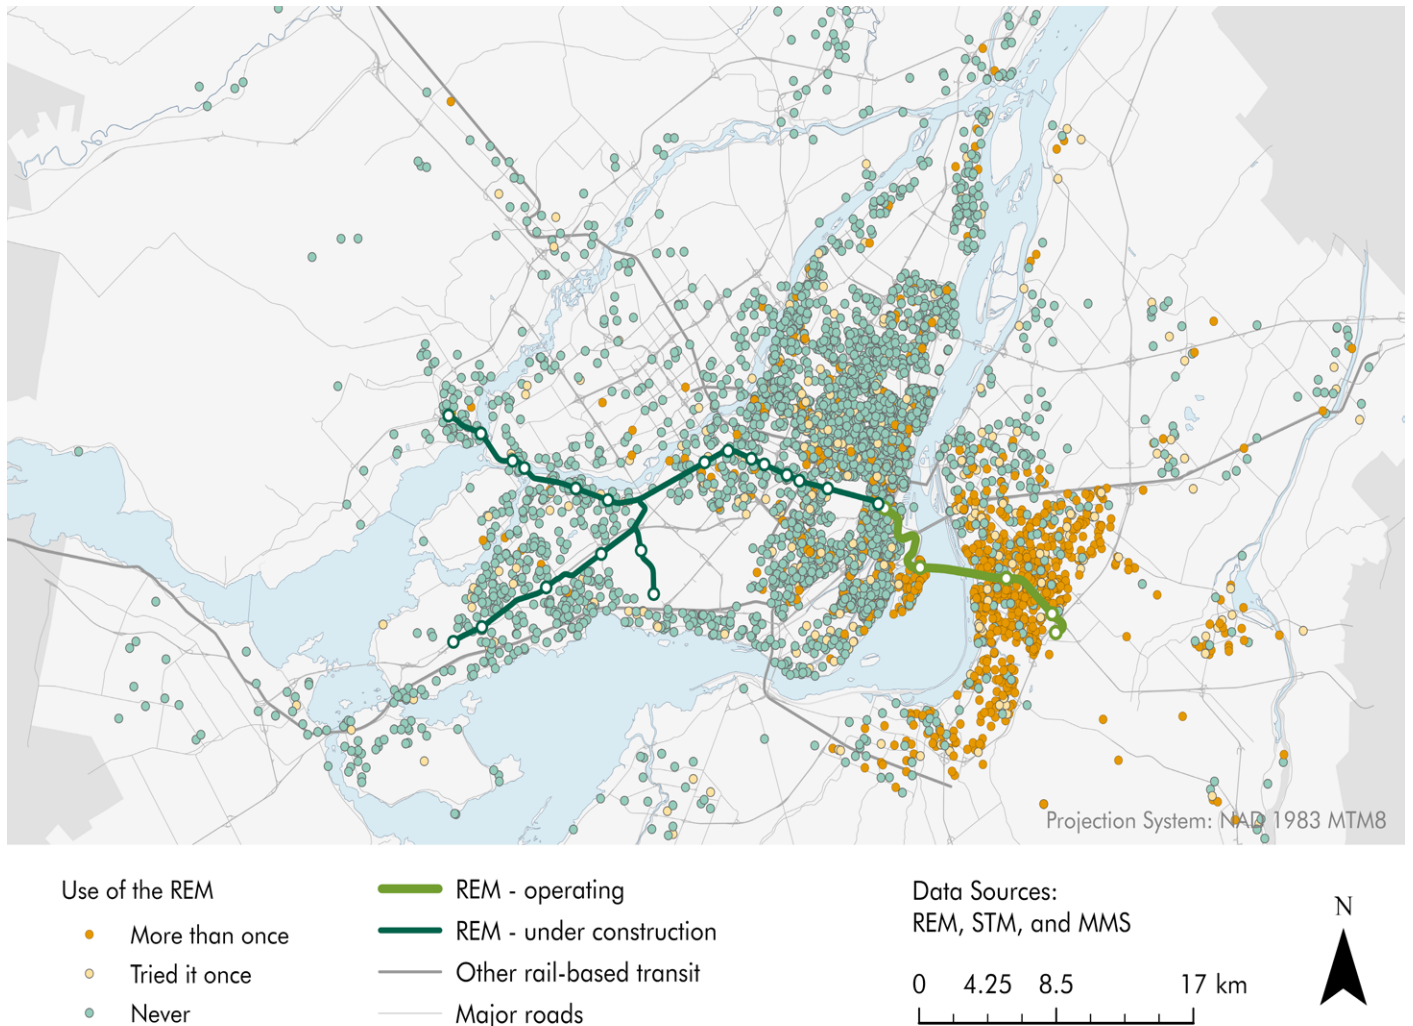 Projection System: NAD 1983 MTM8
Use of the REM
More than once
Tried it once
Never
REM - operating
REM - under construction
Other rail-based transit
Major roads
Data Sources:
REM, STM, and MMS
0 4.25 8.5 17 km
N